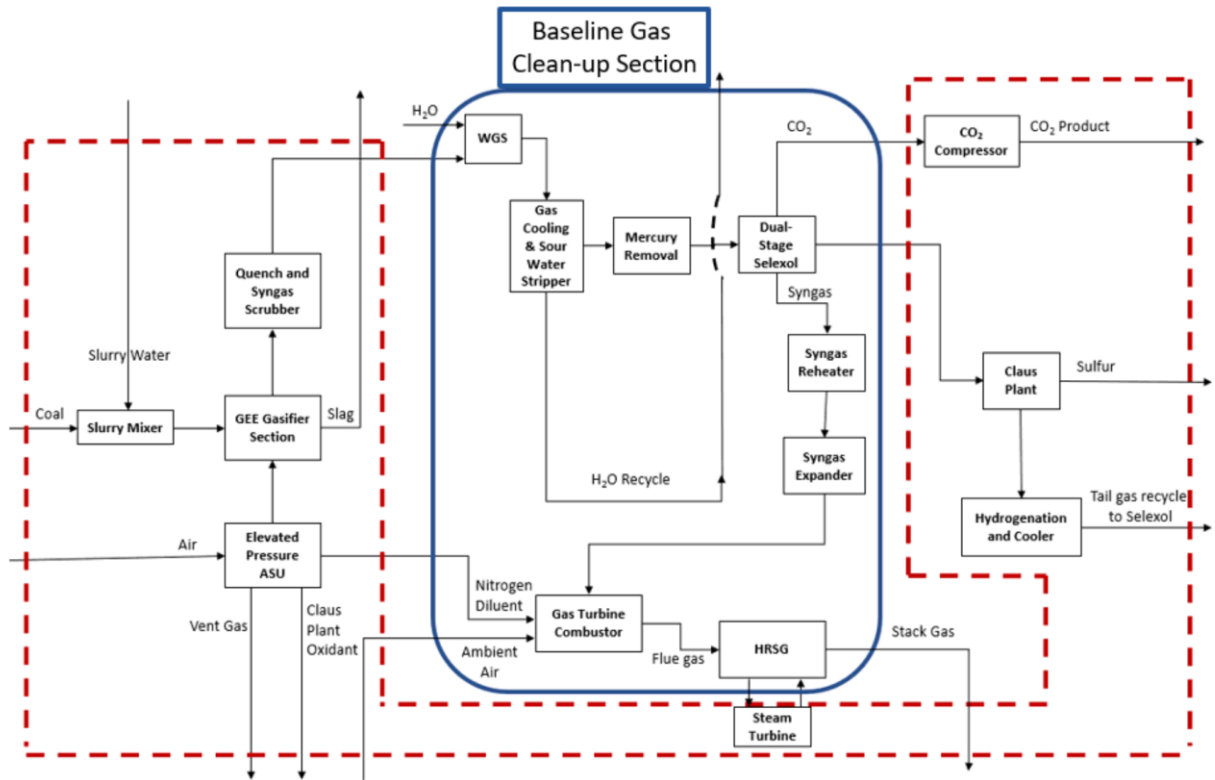 Baseline Gas
Clean-up Section
H₂O
WGS
CO₂
CO₂
Compressor
CO₂ Product
Gas
Cooling
& Sour
Water
Stripper
Mercury
Removal
Dual-
Stage
Selexol
Quench and
Syngas
Scrubber
Syngas
Slurry Water
Syngas
Reheater
Claus
Plant
Sulfur
Coal
Slurry Mixer
GEE Gasifier
Section
Slag
Syngas
Expander
H₂O Recycle
Tail gas recycle
to Selexol
Hydrogenation
and Cooler
Air
Elevated
Pressure
ASU
Nitrogen
Diluent
Gas Turbine
Combustor
Vent Gas
Claus
Plant
Oxidant
Ambient
Air
Flue gas
HRSG
Stack Gas
Steam
Turbine